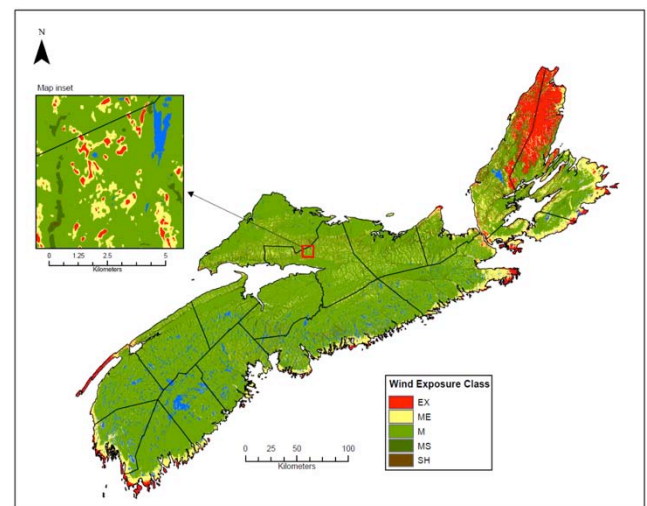 N
Map inset
0 1.25 2.5 5
Kilometers
Wind Exposure Class
EX
ME
M
MS
SH
0 25 50 100
Kilometers